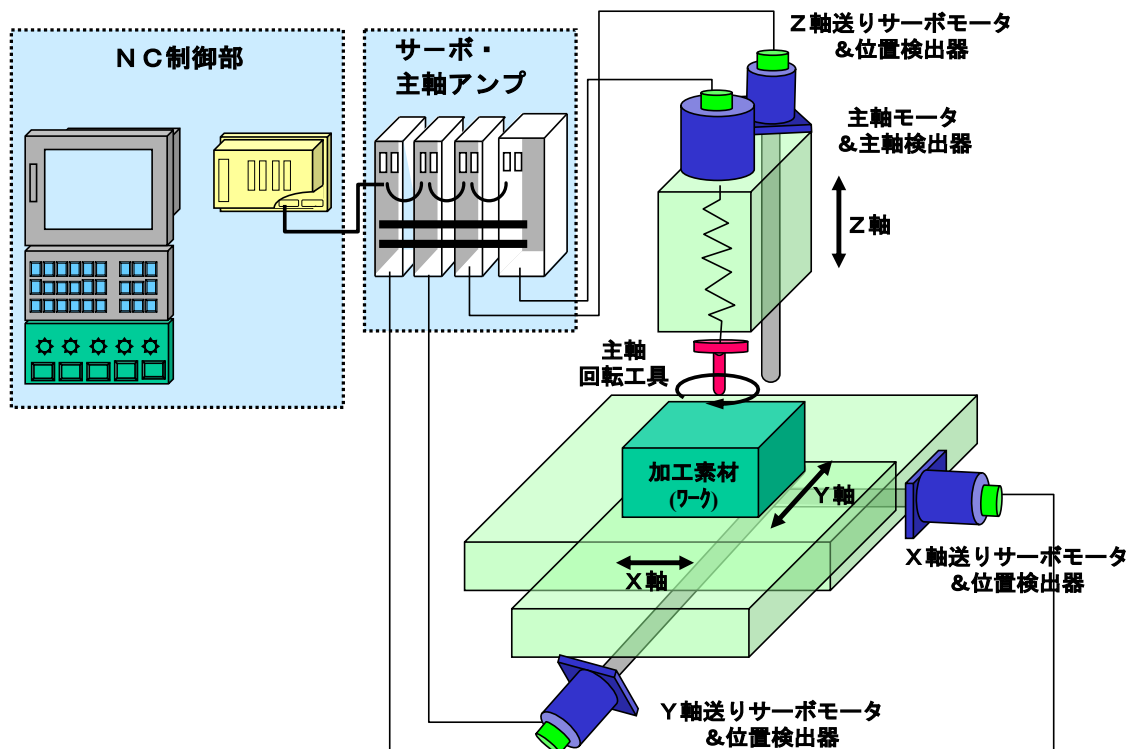 NC制御部
サーボ・
主軸アンプ
Z軸送りサーボモータ
&位置検出器
主軸モータ
&主軸検出器
Z軸
主軸
回転工具
加工素材
(ワーク)
Y軸
X軸
X軸送りサーボモータ
&位置検出器
Y軸送りサーボモータ
&位置検出器